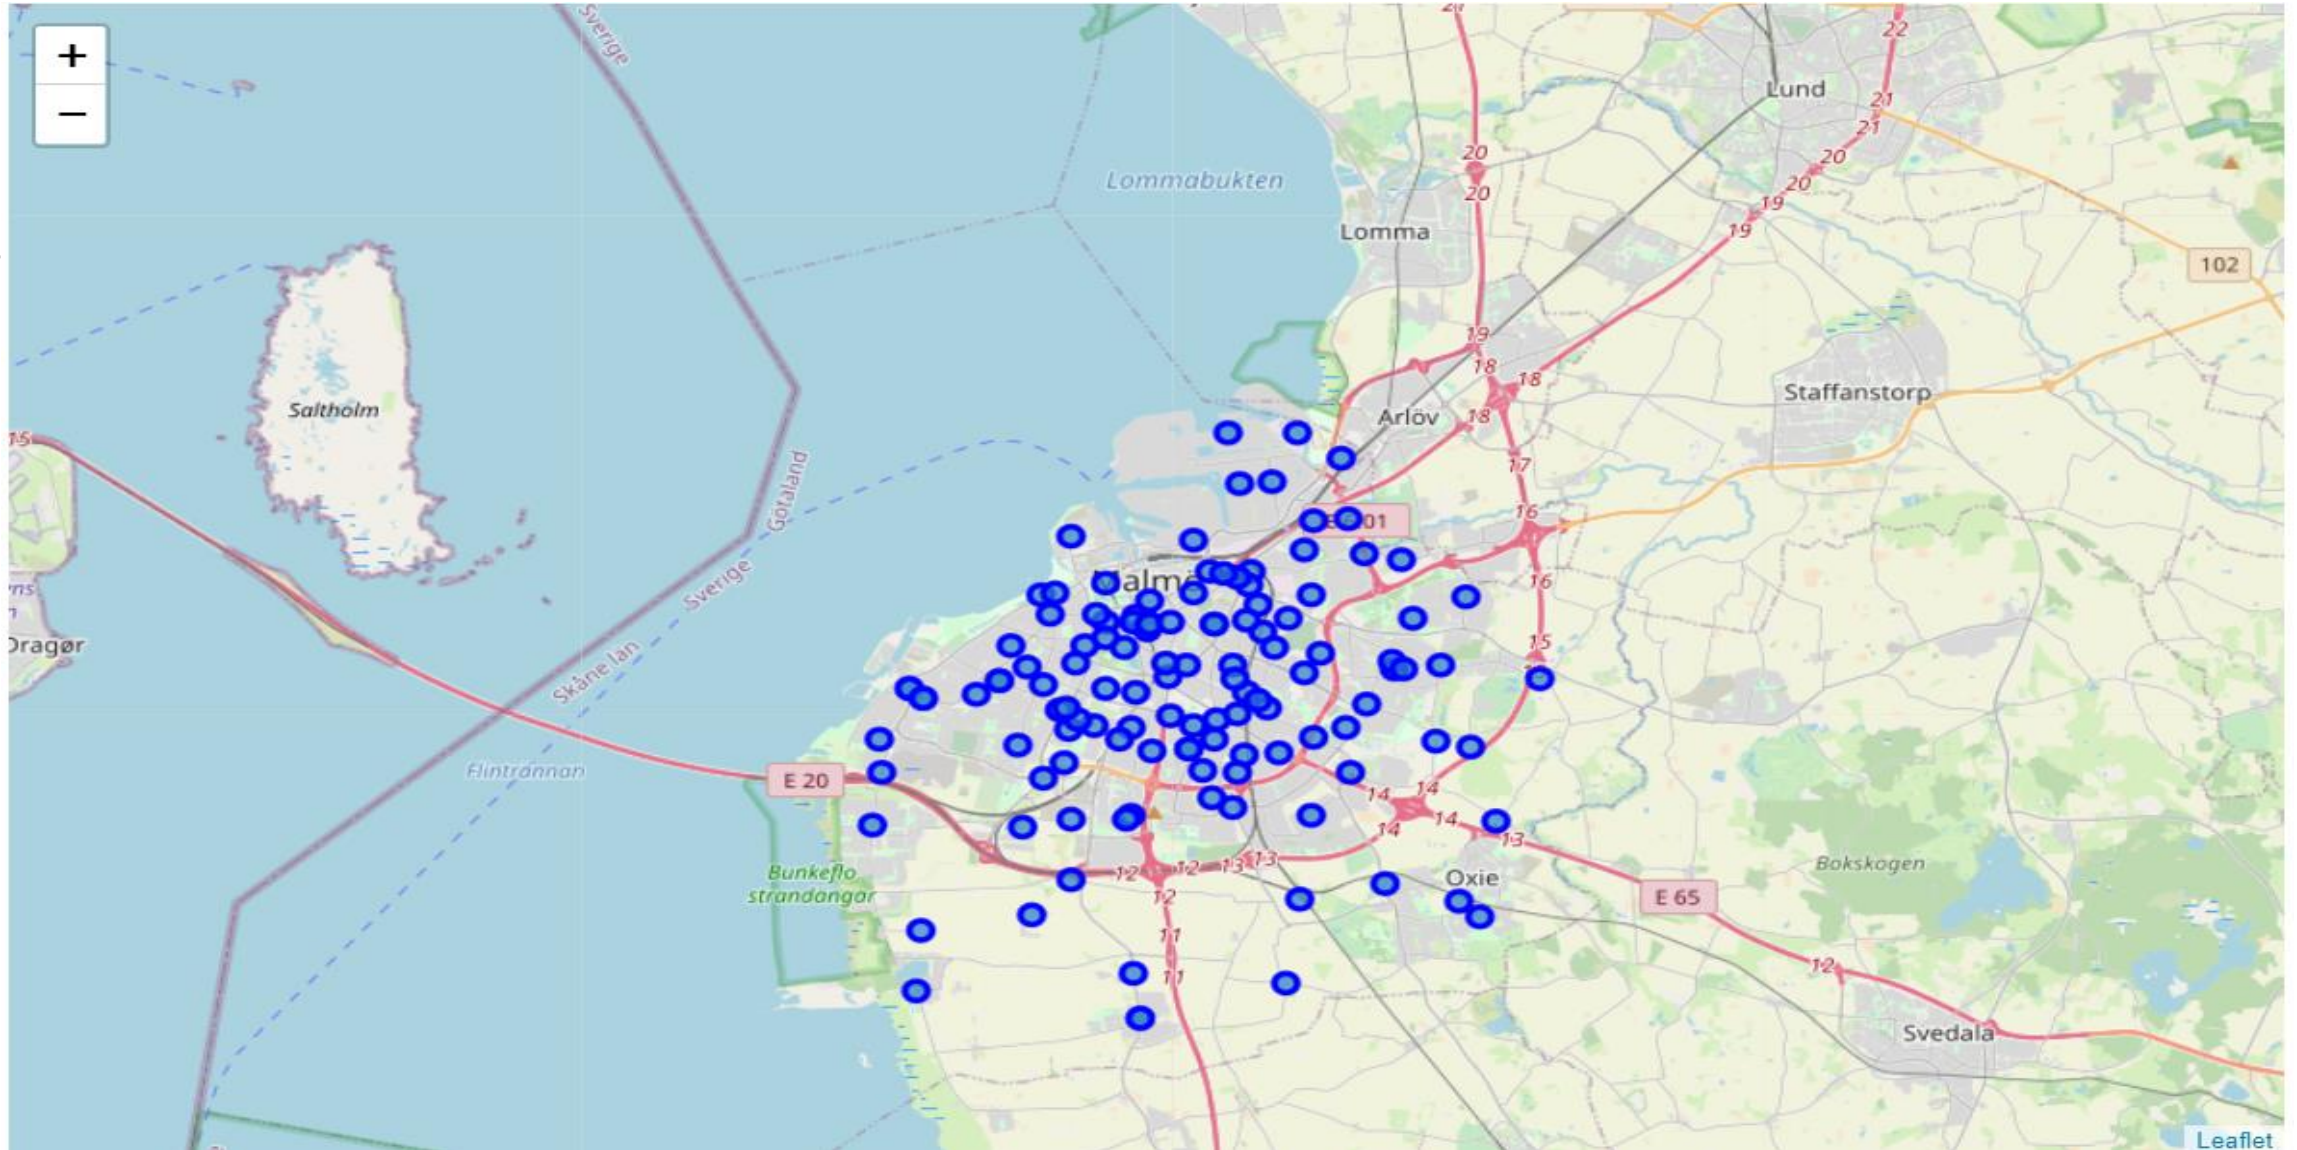 +
−
Sverige
21
22
Lund
21
21
20
20
19
19
20
20
Lommabukten
Lomma
102
19
18
18
18
Arlöv
Staffanstorp
Saltholm
15
17
Götaland
16
01
Sverige
16
15
Dragør
Skåne län
Flintrännan
E 20
14
14
14
14
13
Bunkeflo
strandängar
12
12
13
13
12
Oxie
E 65
Bokskogen
11
11
12
Svedala
Leaflet